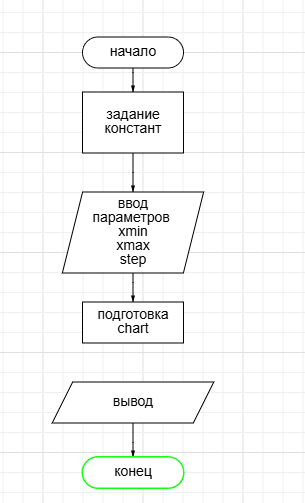 начало
задание
констант
ввод
параметров
xmin
xmax
step
подготовка
chart
вывод
конец